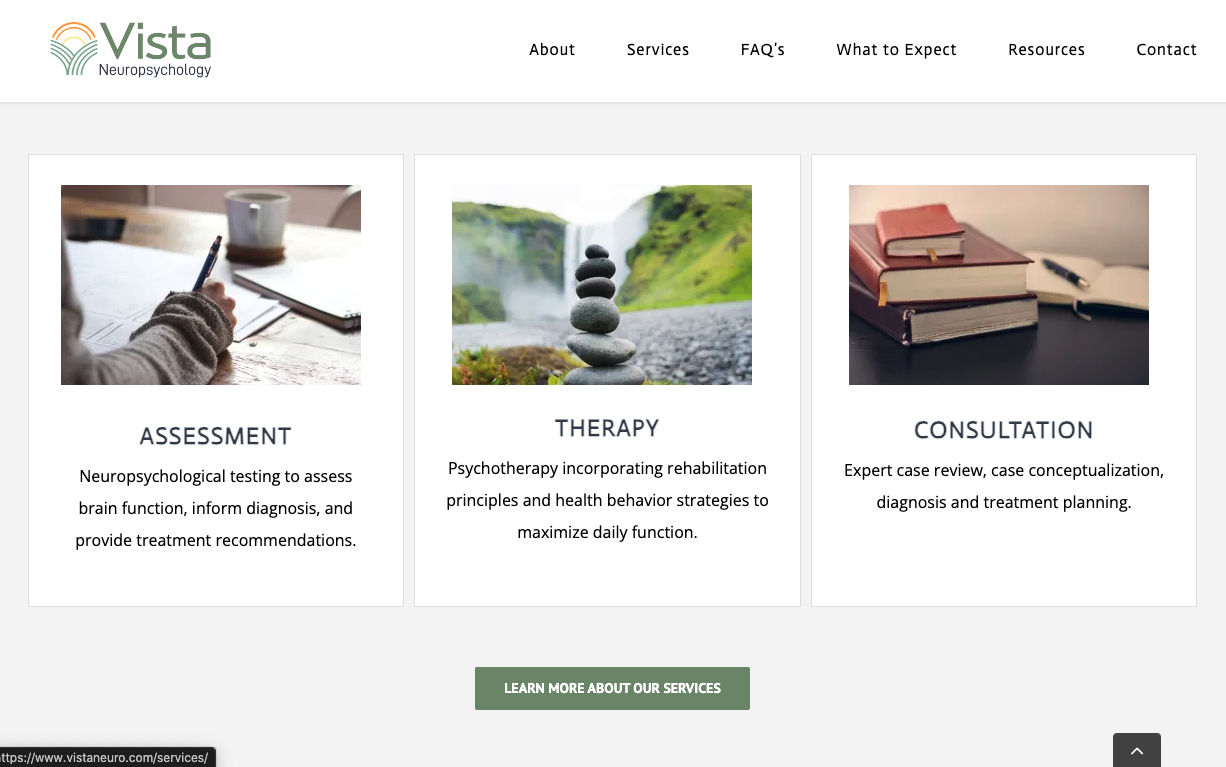 Vista
Neuropsychology
About
Services
FAQ's
What to Expect
Resources
Contact
ASSESSMENT
Neuropsychological testing to assess
brain function, inform diagnosis, and
provide treatment recommendations.
THERAPY
Psychotherapy incorporating rehabilitation
principles and health behavior strategies to
maximize daily function.
CONSULTATION
Expert case review, case conceptualization,
diagnosis and treatment planning.
LEARN MORE ABOUT OUR SERVICES
ttps://www.vistaneuro.com/services/